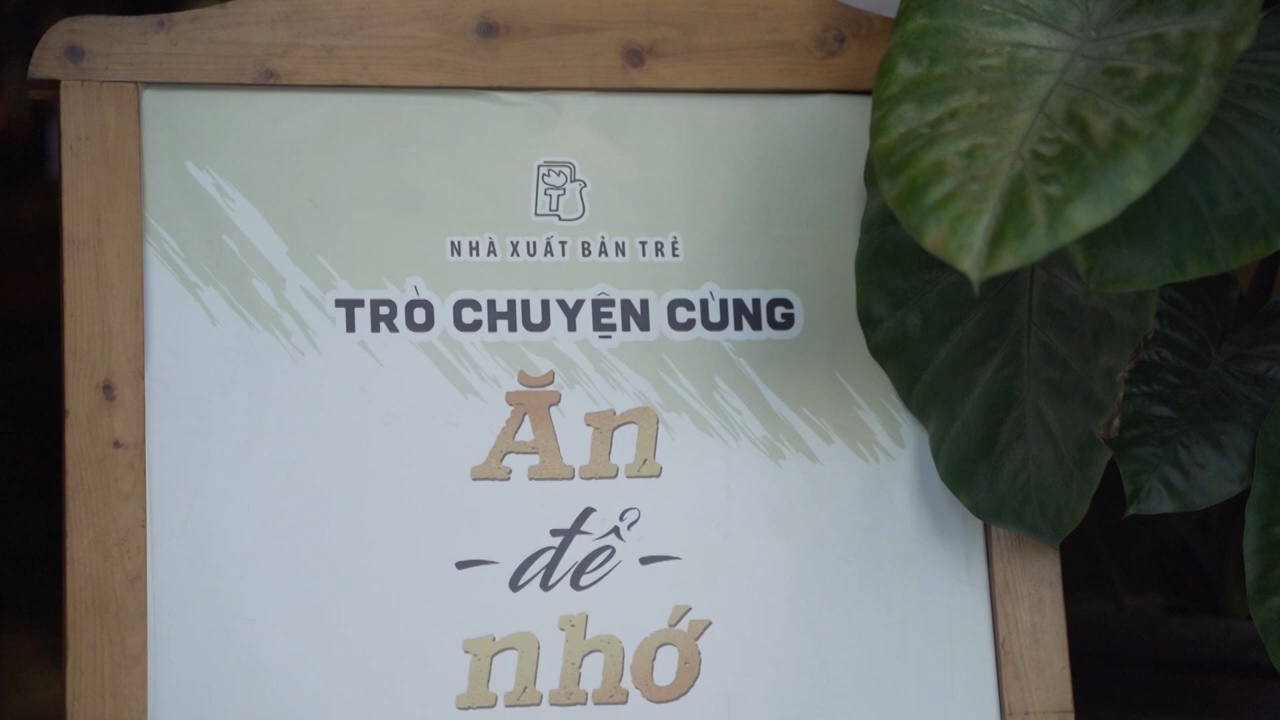 T
NHÀ XUẤT BẢN TRẺ
TRÒ CHUYỆN CÙNG
Ăn
- để -
nhớ